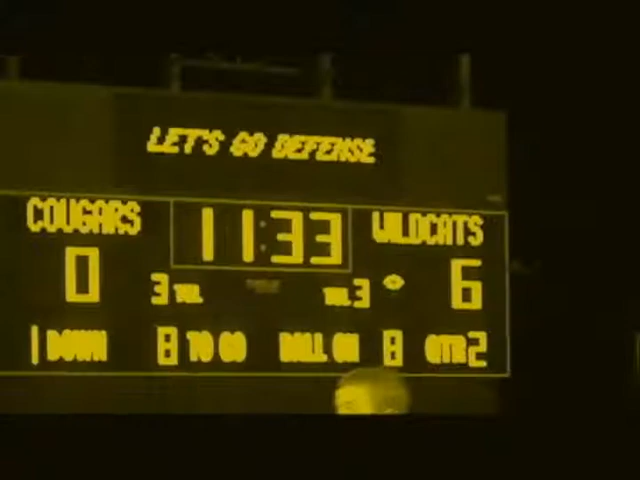 LET'S GO DEFENSE
COUGARS 11:33 WILDCATS
0 3 TOL TOL 3 6
1 DOWN 8 TO GO BALL ON 8 QTR 2